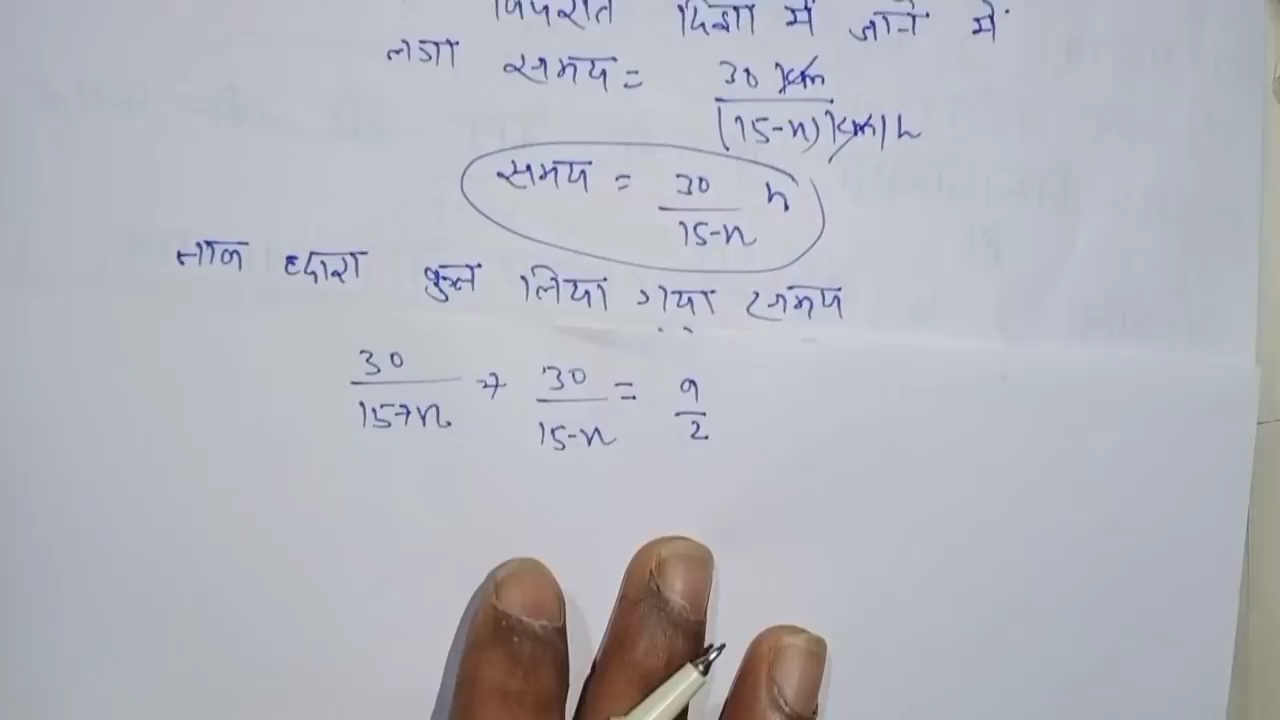 विपरीत दिशा में जाने में
लगा समय = 30 km / (15-x) km/h
समय = 30 / 15-x h
नाव द्वारा कुल लिया गया समय
30 / 15+x + 30 / 15-x = 9 / 2